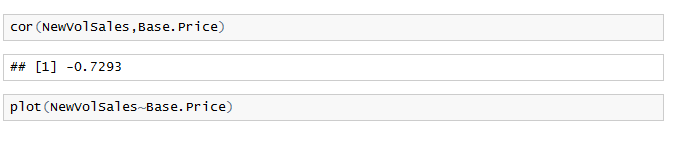 cor(NewVolSales,Base.Price)
## [1] -0.7293
plot(NewVolSales~Base.Price)